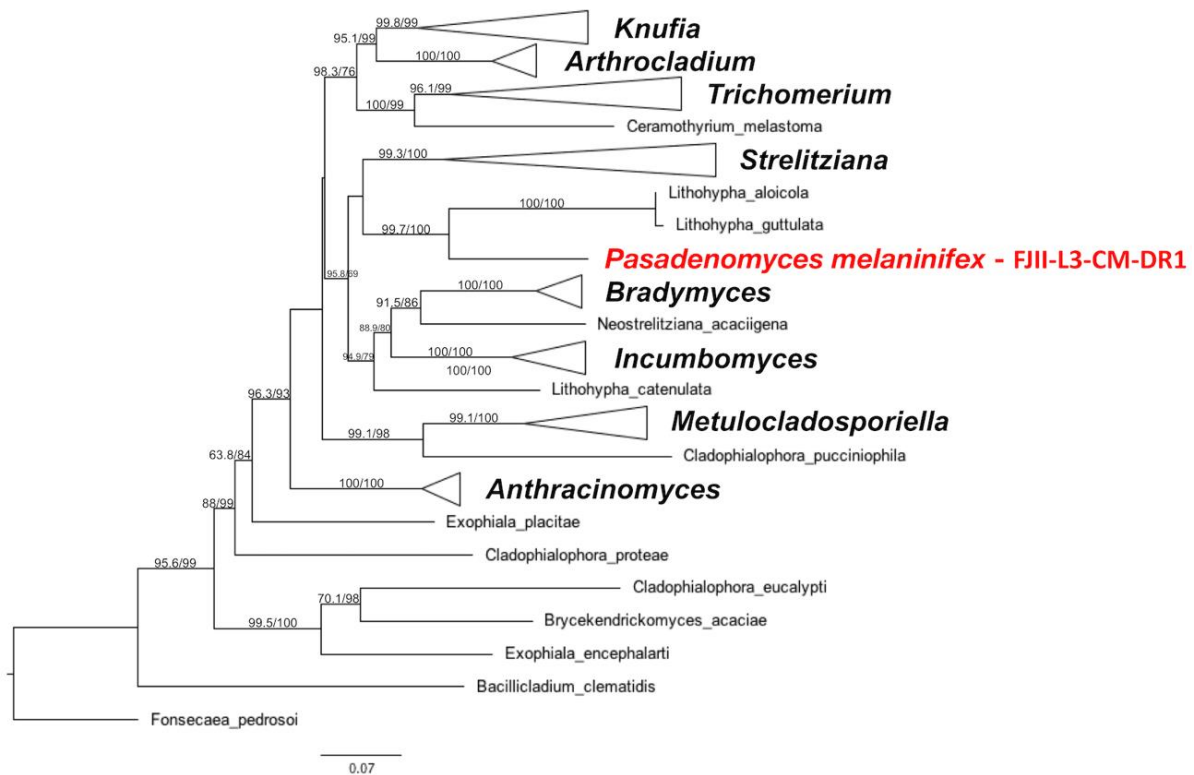 99.8/99
Knufia
95.1/99
100/100
Arthrocladium
98.3/76
96.1/99
Trichomerium
100/99
Ceramothyrium_melastoma
99.3/100
Strelitziana
100/100
Lithohypha_aloicola
Lithohypha_guttulata
99.7/100
Pasadenomyces melaninifex - FJII-L3-CM-DR1
95.8/69
100/100
Bradymyces
91.5/86
Neostrelitziana_acaciigena
88.9/80
100/100
Incumbomyces
94.9/79
100/100
Lithohypha_catenulata
96.3/93
99.1/100
Metulocladosporiella
99.1/98
Cladophialophora_pucciniophila
63.8/84
100/100
Anthracinomyces
88/99
Exophiala_placitae
Cladophialophora_proteae
95.6/99
Cladophialophora_eucalypti
70.1/98
Brycekendrickomyces_acaciae
99.5/100
Exophiala_encephalarti
Bacillicladium_clematidis
Fonsecaea_pedrosoi
0.07